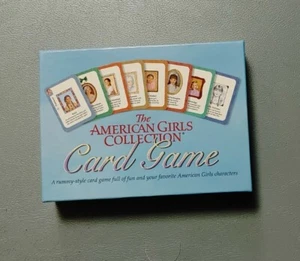 The
AMERICAN GIRLS
COLLECTION®
Card Game
A rummy-style card game full of fun and your favorite American Girls characters